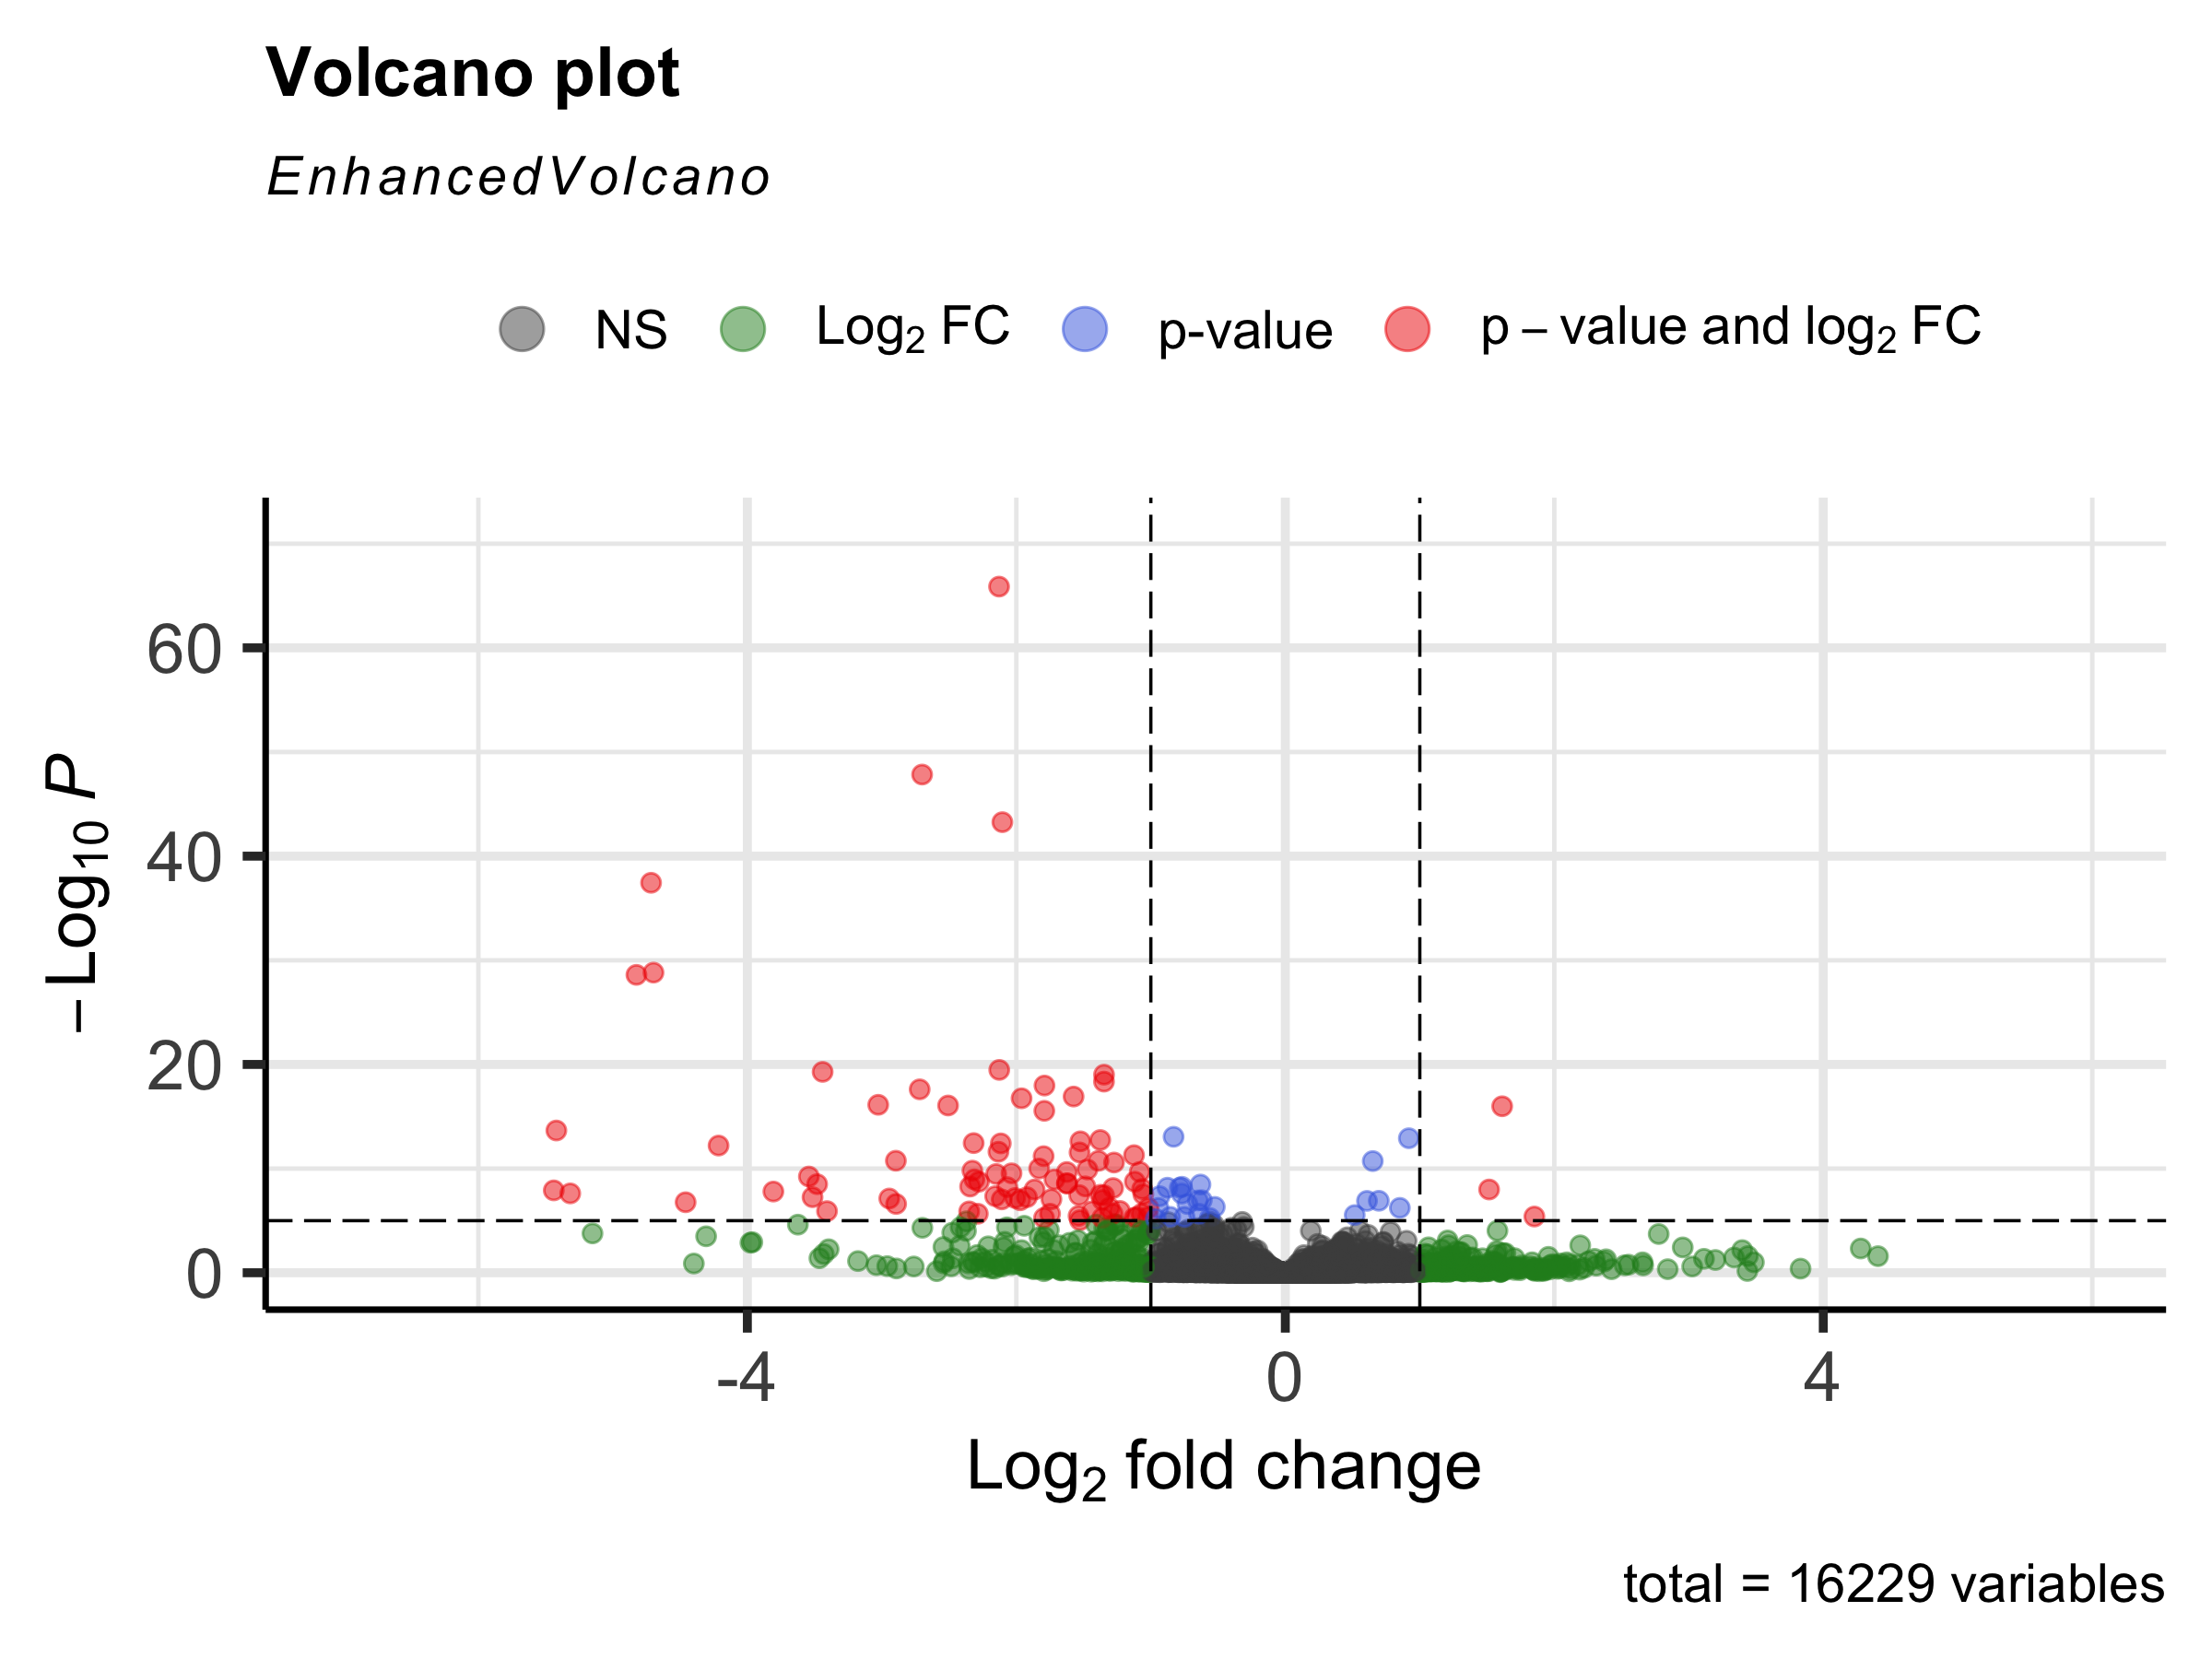 Volcano plot
EnhancedVolcano
NS Log₂ FC p-value p – value and log₂ FC
– Log₁₀ P
60
40
20
0
-4 0 4
Log₂ fold change
total = 16229 variables